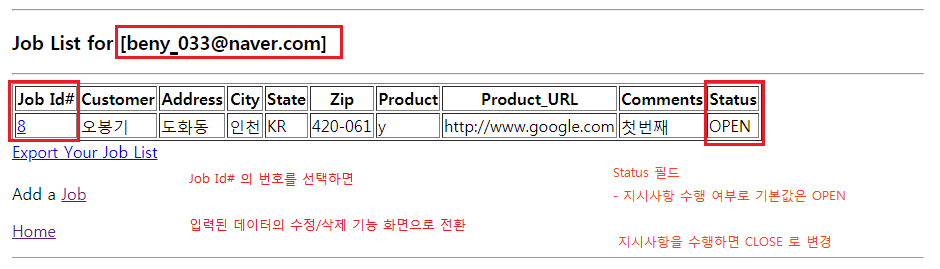 Job List for [beny_033@naver.com]
Job Id# Customer Address City State Zip Product Product_URL Comments Status
8 오봉기 도화동 인천 KR 420-061 y http://www.google.com 첫번째 OPEN
Export Your Job List
Job Id# 의 번호를 선택하면
Status 필드
- 지시사항 수행 여부로 기본값은 OPEN
Add a Job
입력된 데이터의 수정/삭제 기능 화면으로 전환
Home
지시사항을 수행하면 CLOSE 로 변경